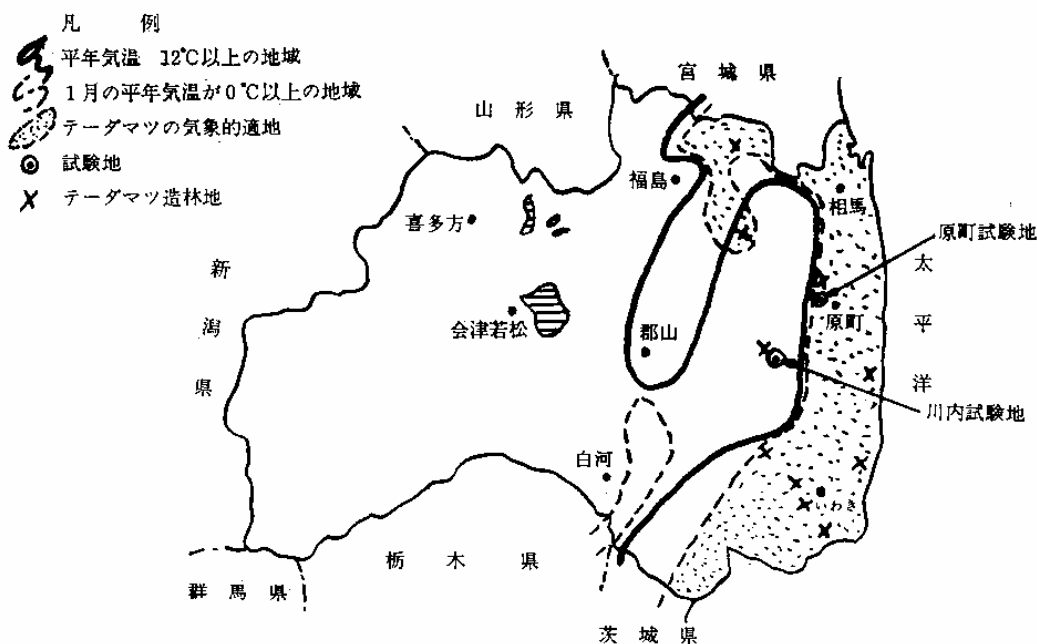 凡例
平年気温 12℃以上の地域
1月の平年気温が0℃以上の地域
テーダマツの気象的適地
試験地
テーダマツ造林地
宮城県
山形県
福島
相馬
喜多方
原町試験地
新潟県
太平洋
会津若松
原町
郡山
川内試験地
白河
いわき
栃木県
群馬県
茨城県